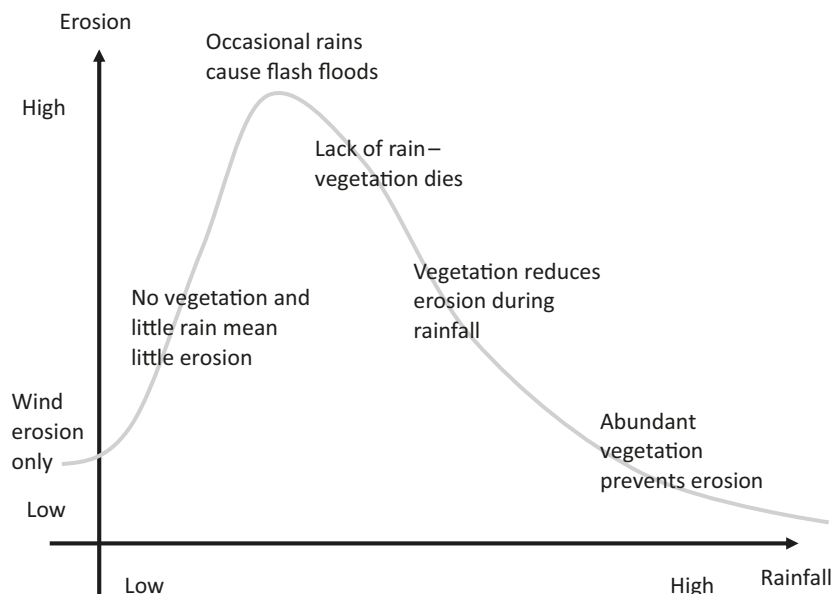 Erosion
Occasional rains
cause flash floods
High
Lack of rain–
vegetation dies
Vegetation reduces
erosion during
rainfall
No vegetation and
little rain mean
little erosion
Wind
erosion
only
Abundant
vegetation
prevents erosion
Low
Low
High
Rainfall